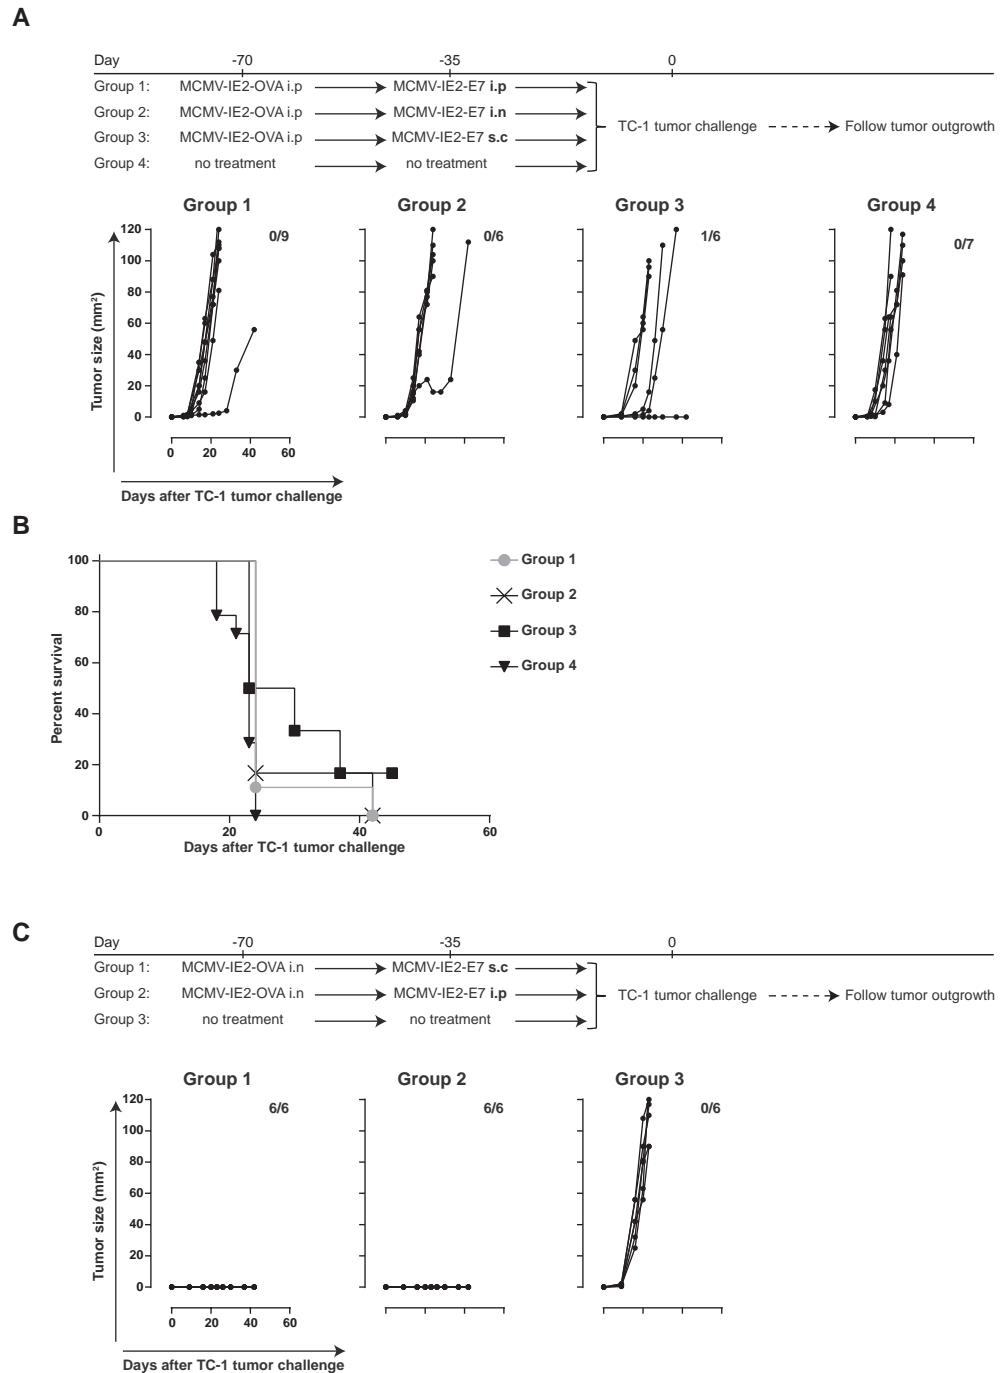 A
Day -70 -35 0
Group 1: MCMV-IE2-OVA i.p MCMV-IE2-E7 i.p
Group 2: MCMV-IE2-OVA i.p MCMV-IE2-E7 i.n
TC-1 tumor challenge Follow tumor outgrowth
Group 3: MCMV-IE2-OVA i.p MCMV-IE2-E7 s.c
Group 4: no treatment no treatment
Group 1 Group 2 Group 3 Group 4
0/9 0/6 1/6 0/7
Tumor size (mm²)
120
100
80
60
40
20
0
0 20 40 60
Days after TC-1 tumor challenge
B
Percent survival
100
80
60
40
20
0
0 20 40 60
Days after TC-1 tumor challenge
Group 1
Group 2
Group 3
Group 4
C
Day -70 -35 0
Group 1: MCMV-IE2-OVA i.n MCMV-IE2-E7 s.c
Group 2: MCMV-IE2-OVA i.n MCMV-IE2-E7 i.p TC-1 tumor challenge Follow tumor outgrowth
Group 3: no treatment no treatment
Group 1 Group 2 Group 3
6/6 6/6 0/6
Tumor size (mm²)
120
100
80
60
40
20
0
0 20 40 60
Days after TC-1 tumor challenge